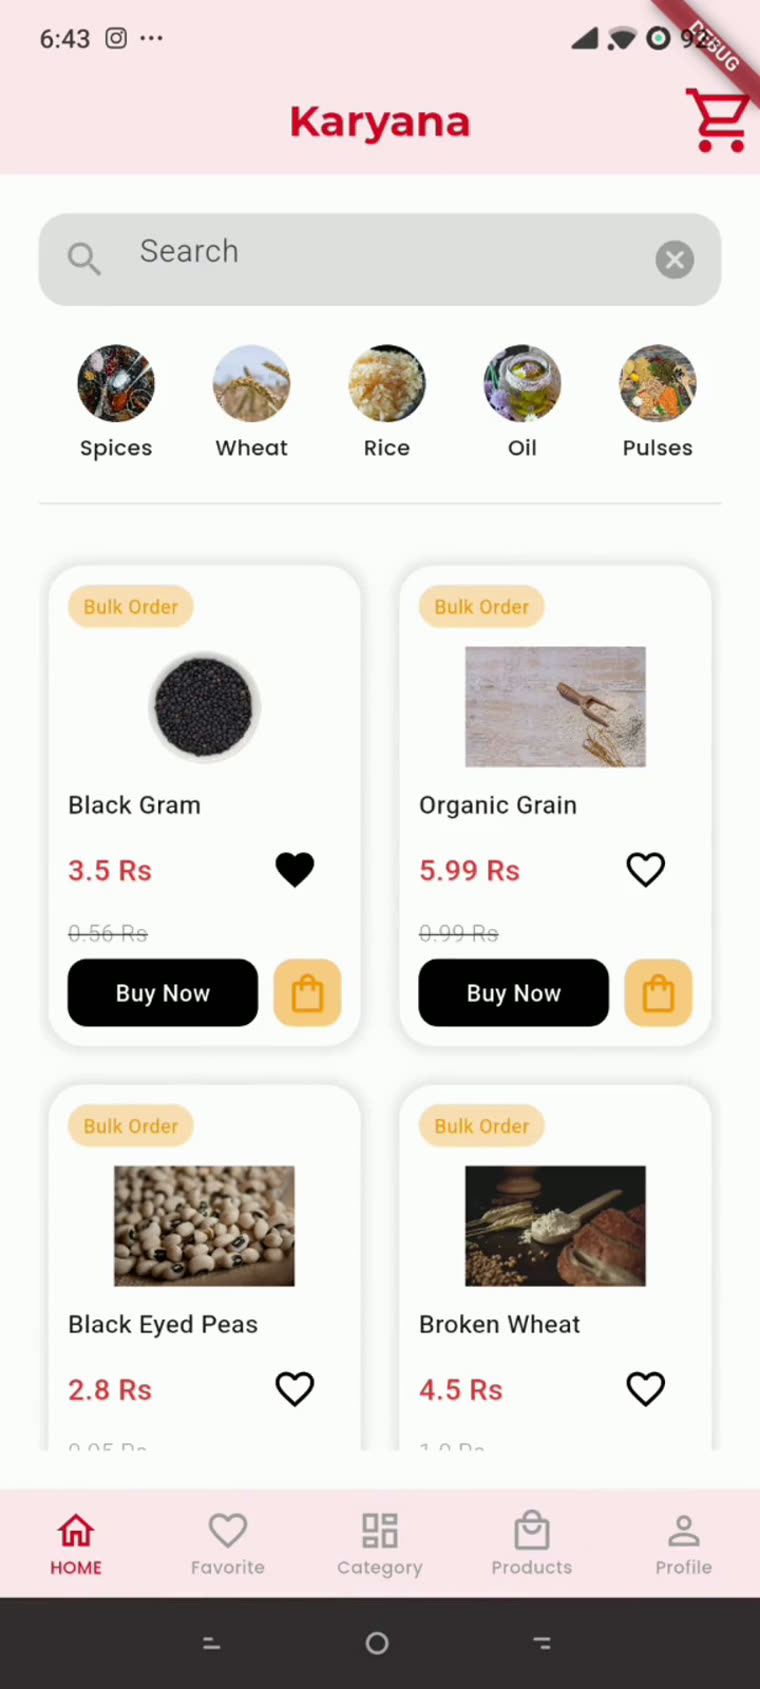 6:43
DEBUG
Karyana
Search
Spices Wheat Rice Oil Pulses
Bulk Order Bulk Order
Black Gram Organic Grain
3.5 Rs 5.99 Rs
0.56 Rs 0.99 Rs
Buy Now Buy Now
Bulk Order Bulk Order
Black Eyed Peas Broken Wheat
2.8 Rs 4.5 Rs
HOME Favorite Category Products Profile